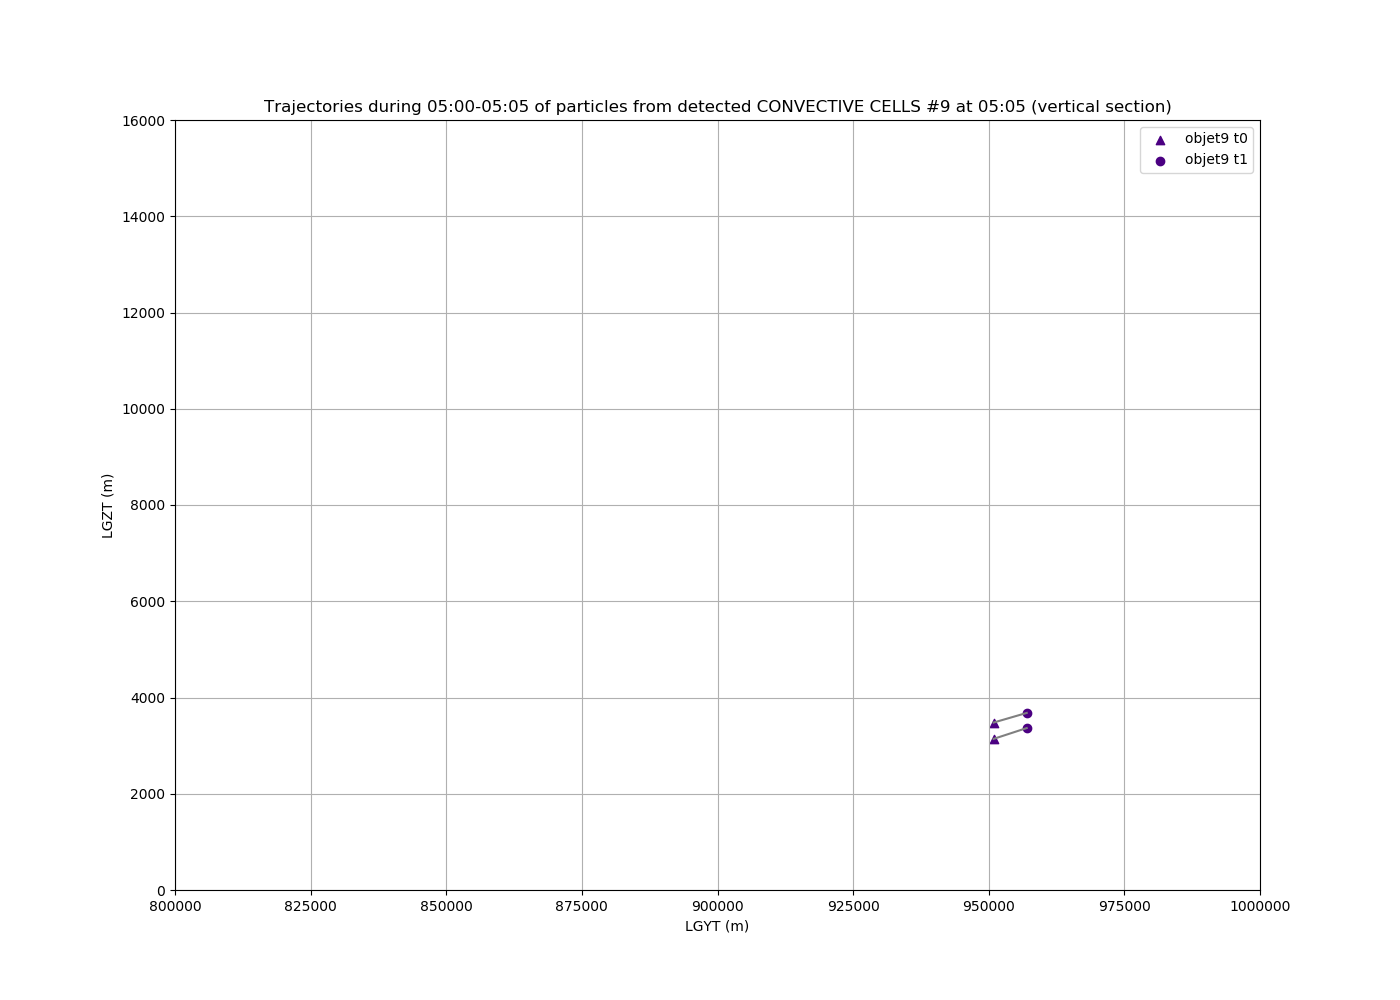 Trajectories during 05:00-05:05 of particles from detected CONVECTIVE CELLS #9 at 05:05 (vertical section)
objet9 t0
objet9 t1
16000
14000
12000
10000
8000
6000
4000
2000
0
LGZT (m)
800000 825000 850000 875000 900000 925000 950000 975000 1000000
LGYT (m)